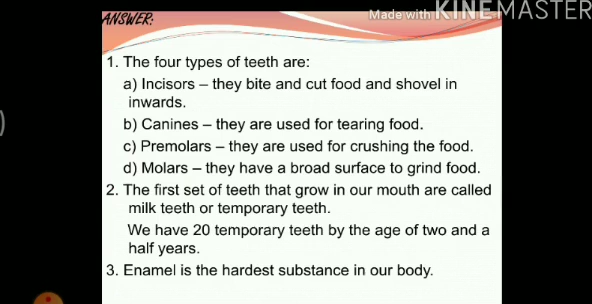 ANSWER:
Made with KINEMASTER
1. The four types of teeth are:
a) Incisors – they bite and cut food and shovel in
inwards.
b) Canines – they are used for tearing food.
c) Premolars – they are used for crushing the food.
d) Molars – they have a broad surface to grind food.
2. The first set of teeth that grow in our mouth are called
milk teeth or temporary teeth.
We have 20 temporary teeth by the age of two and a
half years.
3. Enamel is the hardest substance in our body.